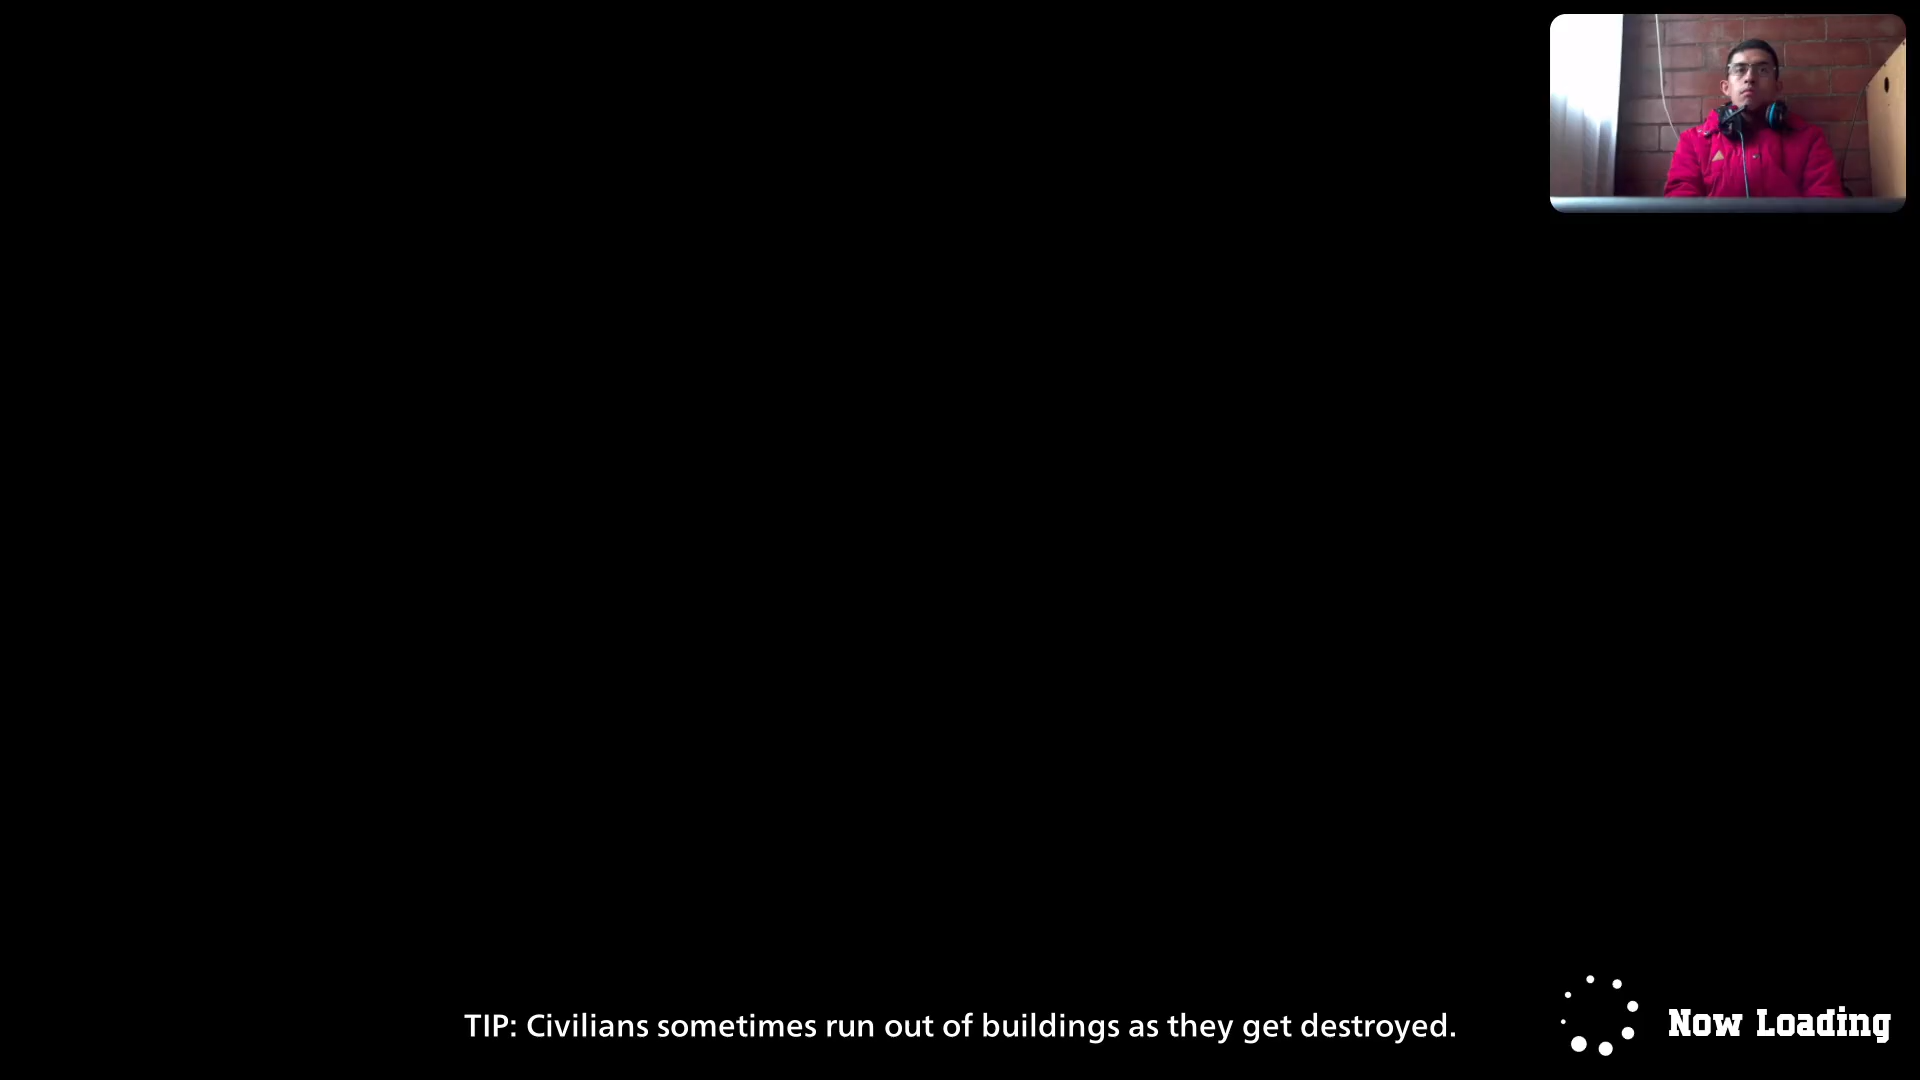 TIP: Civilians sometimes run out of buildings as they get destroyed.
Now Loading